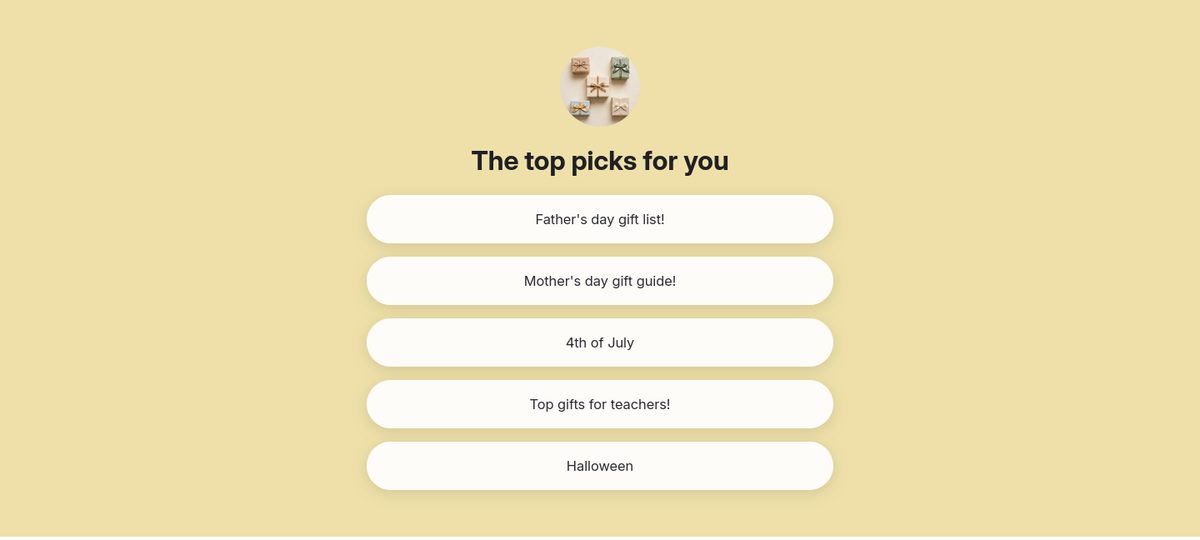 The top picks for you
Father's day gift list!
Mother's day gift guide!
4th of July
Top gifts for teachers!
Halloween